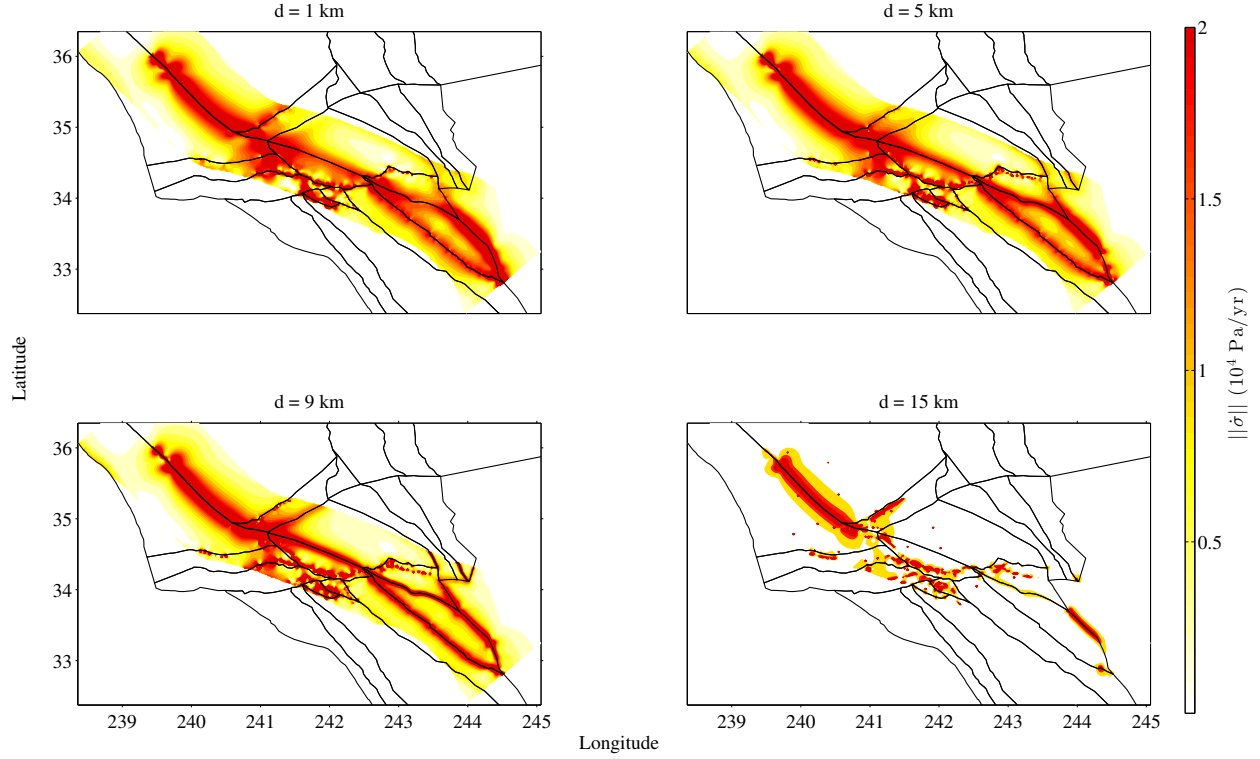 d = 1 km
d = 5 km
36
35
34
33
2
1.5
1
0.5
||σ̇|| (10⁴ Pa/yr)
Latitude
d = 9 km
d = 15 km
36
35
34
33
239 240 241 242 243 244 245
239 240 241 242 243 244 245
Longitude